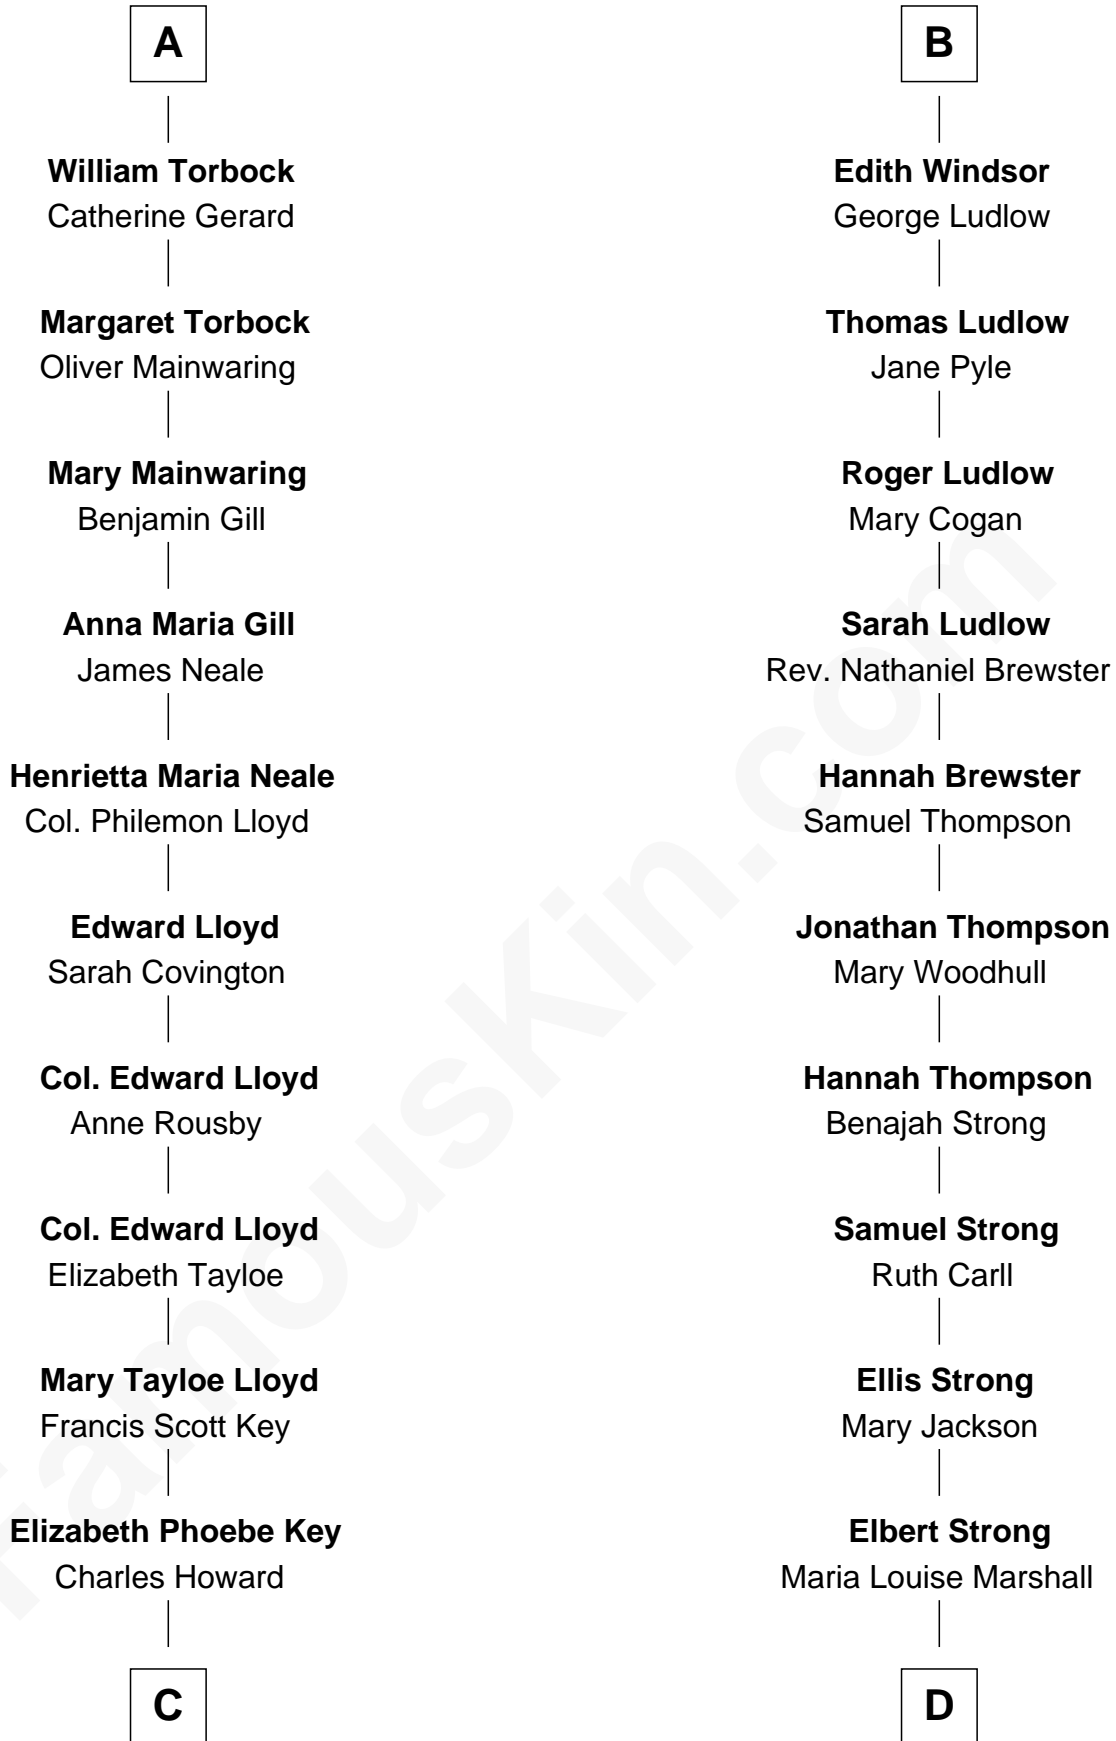 A
William Torbock
Catherine Gerard
Margaret Torbock
Oliver Mainwaring
Mary Mainwaring
Benjamin Gill
Anna Maria Gill
James Neale
Henrietta Maria Neale
Col. Philemon Lloyd
Edward Lloyd
Sarah Covington
Col. Edward Lloyd
Anne Rousby
Col. Edward Lloyd
Elizabeth Tayloe
Mary Tayloe Lloyd
Francis Scott Key
Elizabeth Phoebe Key
Charles Howard
C
B
Edith Windsor
George Ludlow
Thomas Ludlow
Jane Pyle
Roger Ludlow
Mary Cogan
Sarah Ludlow
Rev. Nathaniel Brewster
Hannah Brewster
Samuel Thompson
Jonathan Thompson
Mary Woodhull
Hannah Thompson
Benajah Strong
Samuel Strong
Ruth Carll
Ellis Strong
Mary Jackson
Elbert Strong
Maria Louise Marshall
D
FamousKin.com